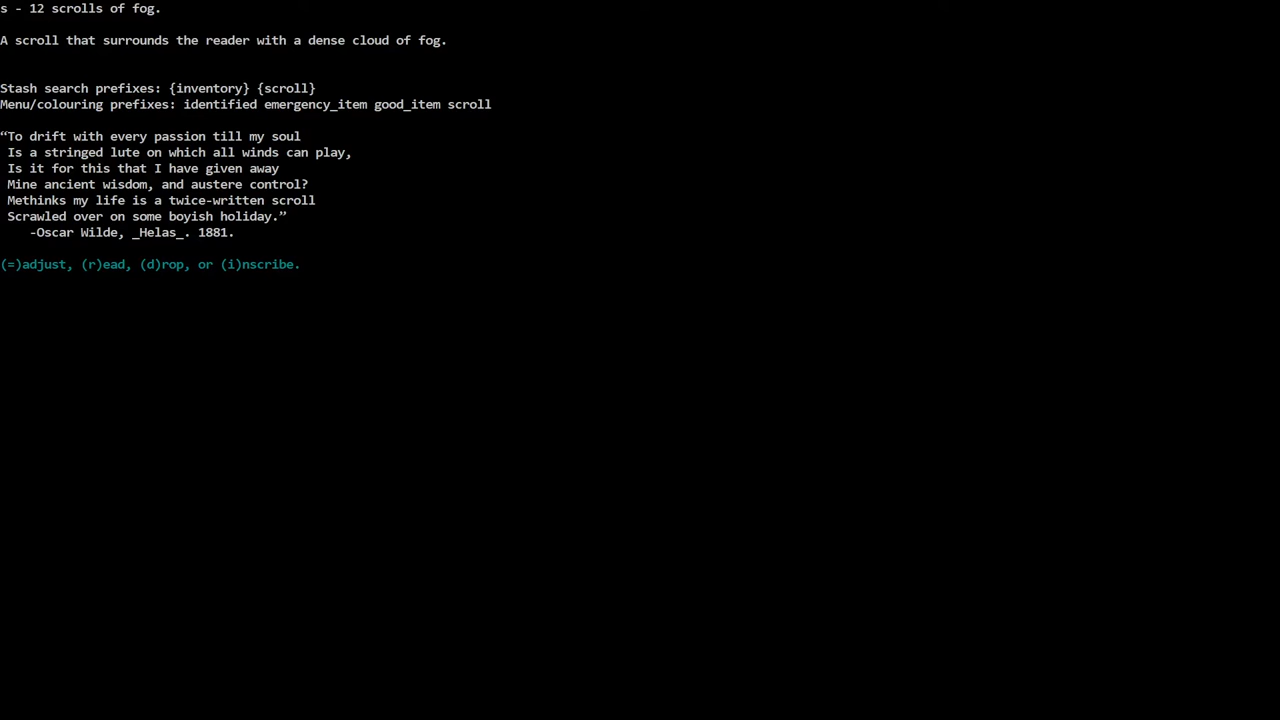 s - 12 scrolls of fog.
A scroll that surrounds the reader with a dense cloud of fog.
Stash search prefixes: {inventory} {scroll}
Menu/colouring prefixes: identified emergency_item good_item scroll
“To drift with every passion till my soul
Is a stringed lute on which all winds can play,
Is it for this that I have given away
Mine ancient wisdom, and austere control?
Methinks my life is a twice-written scroll
Scrawled over on some boyish holiday.”
-Oscar Wilde, _Helas_. 1881.
(=)adjust, (r)ead, (d)rop, or (i)nscribe.